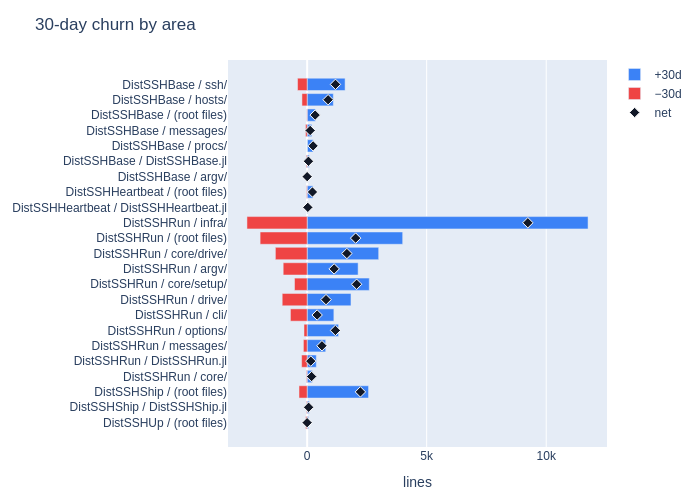 30-day churn by area
DistSSHBase / ssh/
DistSSHBase / hosts/
DistSSHBase / (root files)
DistSSHBase / messages/
DistSSHBase / procs/
DistSSHBase / DistSSHBase.jl
DistSSHBase / argv/
DistSSHHeartbeat / (root files)
DistSSHHeartbeat / DistSSHHeartbeat.jl
DistSSHRun / infra/
DistSSHRun / (root files)
DistSSHRun / core/drive/
DistSSHRun / argv/
DistSSHRun / core/setup/
DistSSHRun / drive/
DistSSHRun / cli/
DistSSHRun / options/
DistSSHRun / messages/
DistSSHRun / DistSSHRun.jl
DistSSHRun / core/
DistSSHShip / (root files)
DistSSHShip / DistSSHShip.jl
DistSSHUp / (root files)
0 5k 10k
lines
+30d
−30d
net